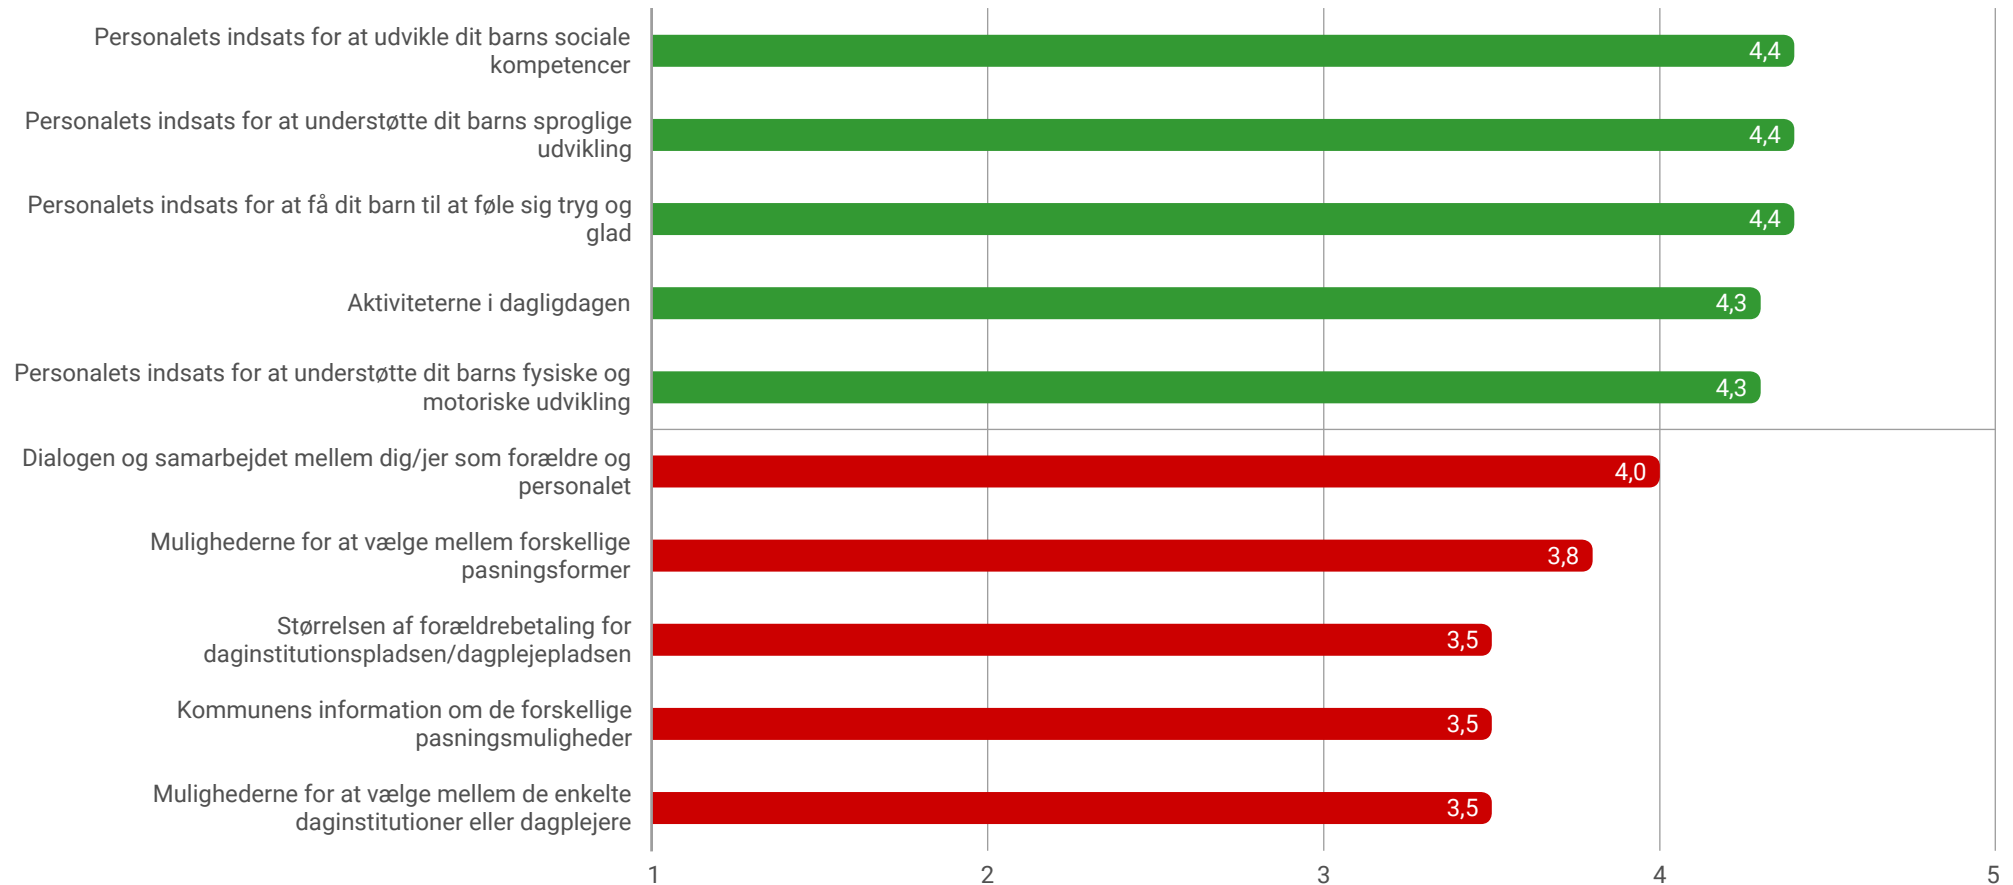 Personalets indsats for at udvikle dit barns sociale
kompetencer
4,4
Personalets indsats for at understøtte dit barns sproglige
udvikling
4,4
Personalets indsats for at få dit barn til at føle sig tryg og
glad
4,4
Aktiviteterne i dagligdagen
4,3
Personalets indsats for at understøtte dit barns fysiske og
motoriske udvikling
4,3
Dialogen og samarbejdet mellem dig/jer som forældre og
personalet
4,0
Mulighederne for at vælge mellem forskellige
pasningsformer
3,8
Størrelsen af forældrebetaling for
daginstitutionspladsen/dagplejepladsen
3,5
Kommunens information om de forskellige
pasningsmuligheder
3,5
Mulighederne for at vælge mellem de enkelte
daginstitutioner eller dagplejere
3,5
1 2 3 4 5